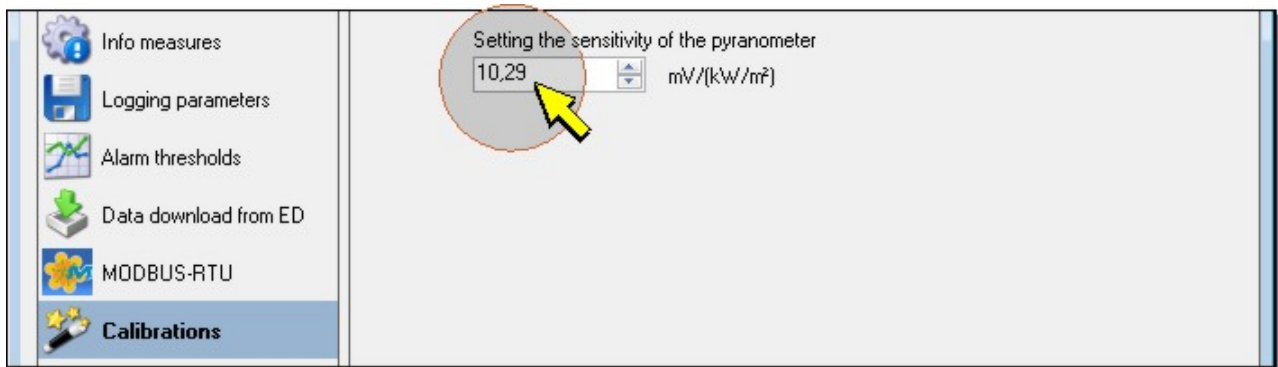 Info measures
Logging parameters
Alarm thresholds
Data download from ED
MODBUS-RTU
Calibrations
Setting the sensitivity of the pyranometer
10,29 mV/(kW/m²)